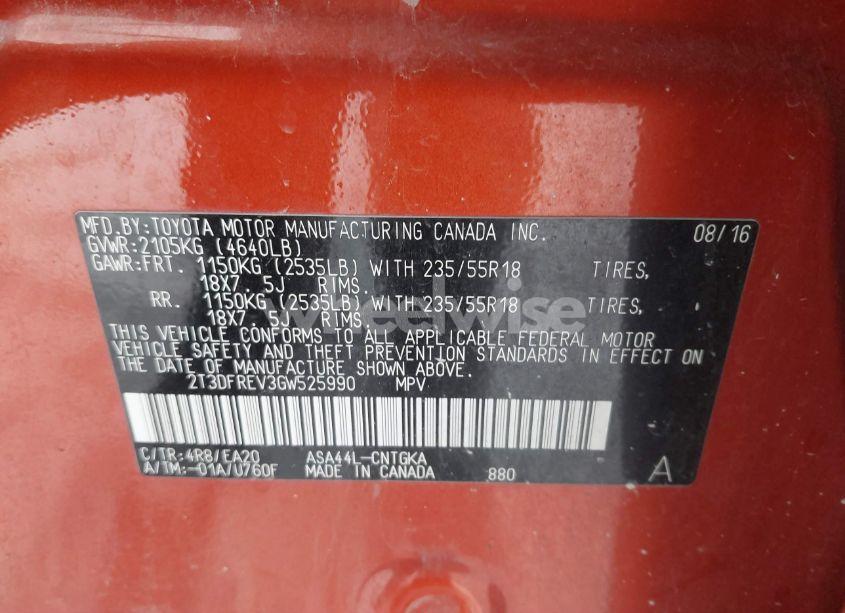 MFD.BY:TOYOTA MOTOR MANUFACTURING CANADA INC. 08/16
GVWR:2105KG (4640LB)
GAWR:FRT. 1150KG (2535LB) WITH 235/55R18 TIRES,
18X7.5J RIMS.
RR. 1150KG (2535LB) WITH 235/55R18 TIRES,
18X7.5J RIMS.
wheelwise
THIS VEHICLE CONFORMS TO ALL APPLICABLE FEDERAL MOTOR
VEHICLE SAFETY AND THEFT PREVENTION STANDARDS IN EFFECT ON
THE DATE OF MANUFACTURE SHOWN ABOVE.
2T3DFREV3GW525990 MPV
C/TR:4R8/EA20 ASA44L-CNTGKA
A/TM:-01A/U760F MADE IN CANADA 880 A